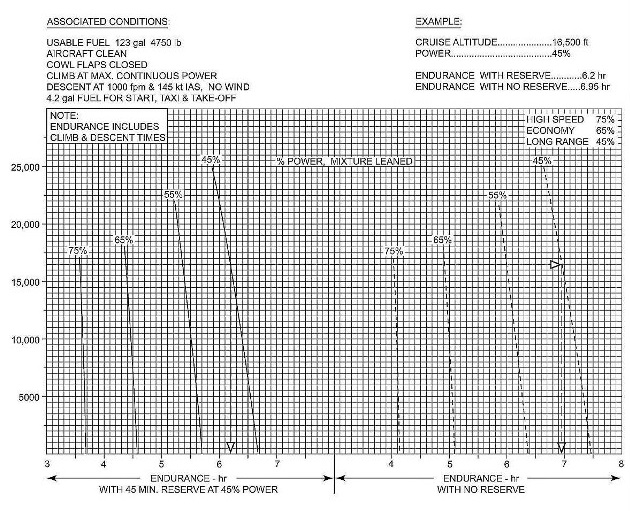 ASSOCIATED CONDITIONS:
USABLE FUEL 123 gal 4750 lb
AIRCRAFT CLEAN
COWL FLAPS CLOSED
CLIMB AT MAX. CONTINUOUS POWER
DESCENT AT 1000 fpm & 145 kt IAS, NO WIND
4.2 gal FUEL FOR START, TAXI & TAKE-OFF
EXAMPLE:
CRUISE ALTITUDE......................16,500 ft
POWER................................45%
ENDURANCE WITH RESERVE............6.2 hr
ENDURANCE WITH NO RESERVE.....6.95 hr
NOTE:
ENDURANCE INCLUDES
CLIMB & DESCENT TIMES
HIGH SPEED 75%
ECONOMY 65%
LONG RANGE 45%
% POWER, MIXTURE LEANED
45% 45%
25,000
55% 55%
20,000
65% 65%
75% 75%
15,000
10,000
5000
3 4 5 6 7 4 5 6 7 8
ENDURANCE - hr
WITH 45 MIN. RESERVE AT 45% POWER
ENDURANCE - hr
WITH NO RESERVE